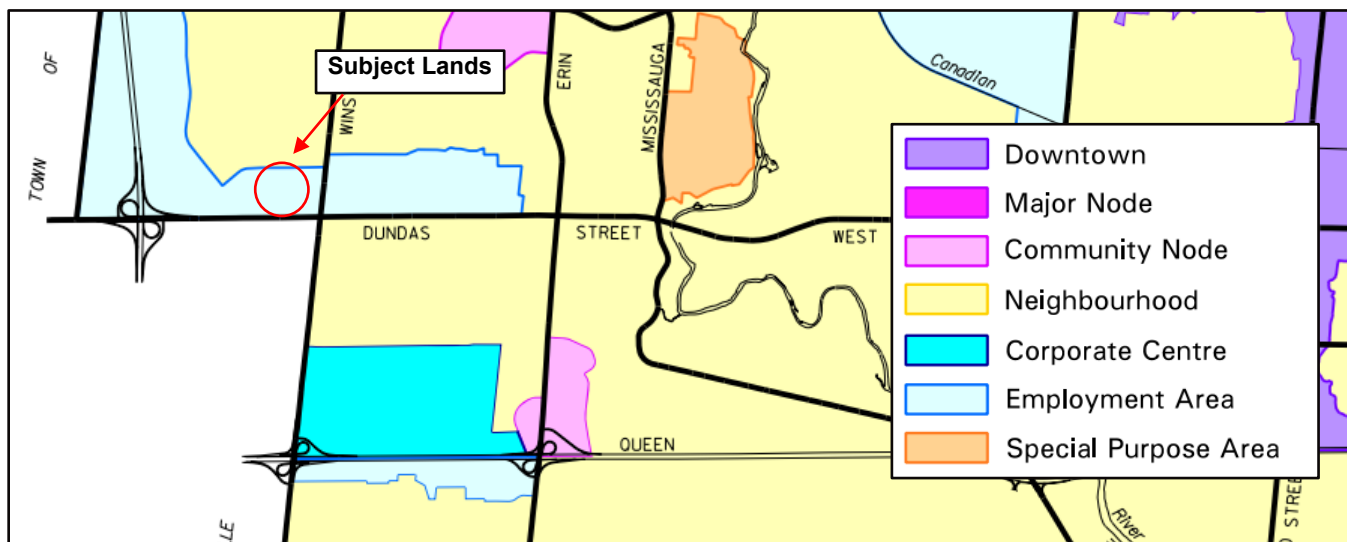 TOWN OF
Subject Lands
WINS
ERIN
MISSISSAUGA
Canadian
DUNDAS STREET WEST
QUEEN
LE
River
D STREE
Downtown
Major Node
Community Node
Neighbourhood
Corporate Centre
Employment Area
Special Purpose Area